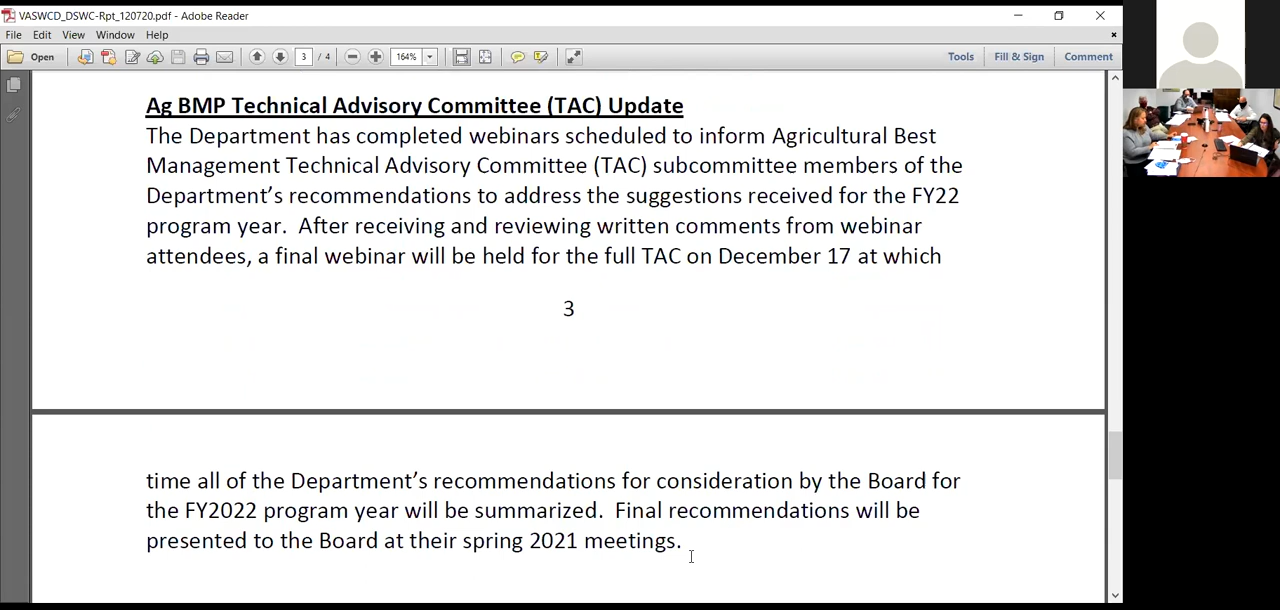 VASWCD_DSWC-Rpt_120720.pdf - Adobe Reader
File Edit View Window Help
Open 3 / 4 164% Tools Fill & Sign Comment
Ag BMP Technical Advisory Committee (TAC) Update
The Department has completed webinars scheduled to inform Agricultural Best
Management Technical Advisory Committee (TAC) subcommittee members of the
Department’s recommendations to address the suggestions received for the FY22
program year.  After receiving and reviewing written comments from webinar
attendees, a final webinar will be held for the full TAC on December 17 at which
3
time all of the Department’s recommendations for consideration by the Board for
the FY2022 program year will be summarized.  Final recommendations will be
presented to the Board at their spring 2021 meetings.